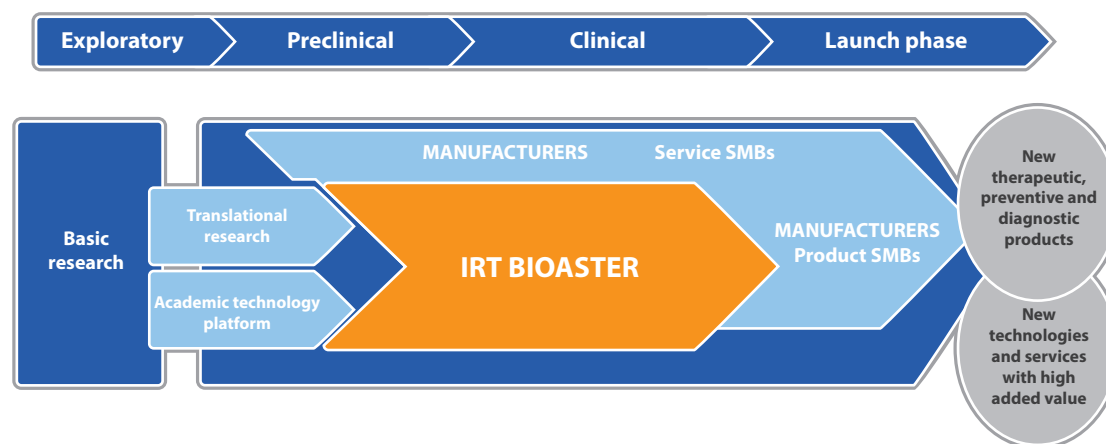 Exploratory
Preclinical
Clinical
Launch phase
MANUFACTURERS
Service SMBs
New
therapeutic,
preventive and
diagnostic
products
Translational
research
Basic
research
MANUFACTURERS
Product SMBs
IRT BIOASTER
Academic technology
platform
New
technologies
and services
with high
added value